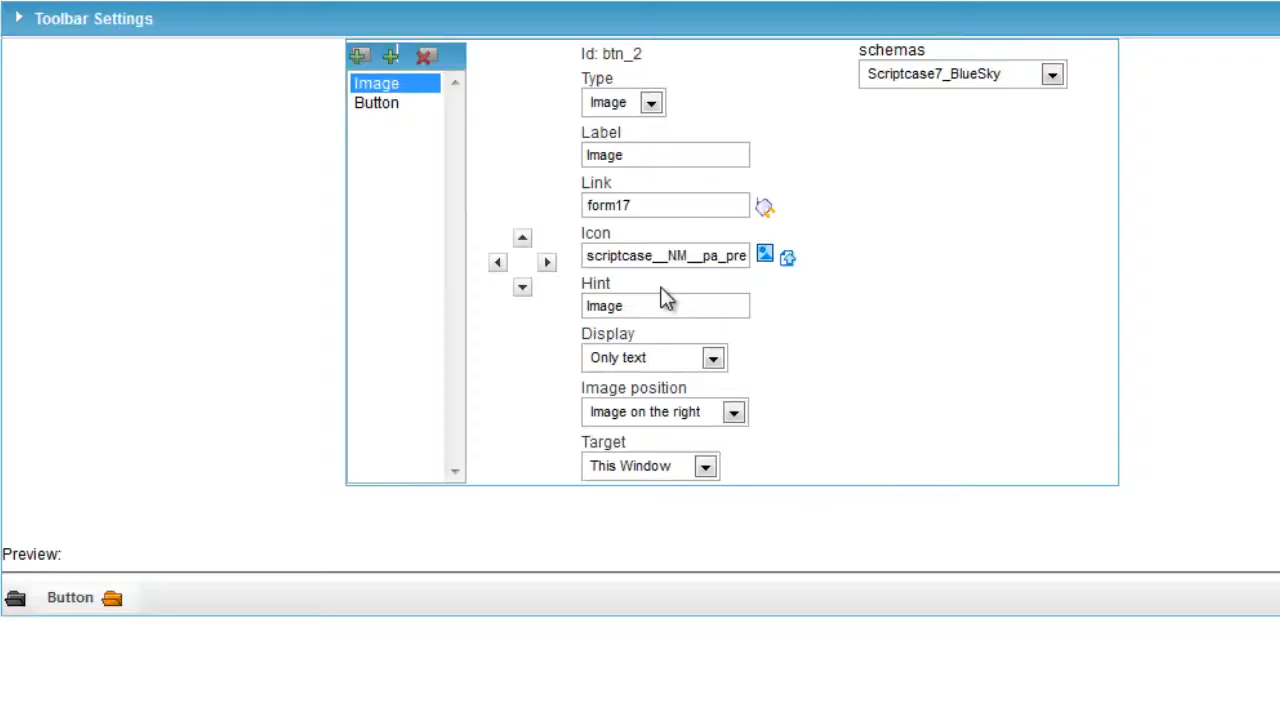 Toolbar Settings
Image
Button
Id: btn_2
Type
Image
Label
Image
Link
form17
Icon
scriptcase__NM__pa_pre
Hint
Image
Display
Only text
Image position
Image on the right
Target
This Window
schemas
Scriptcase7_BlueSky
Preview:
Button